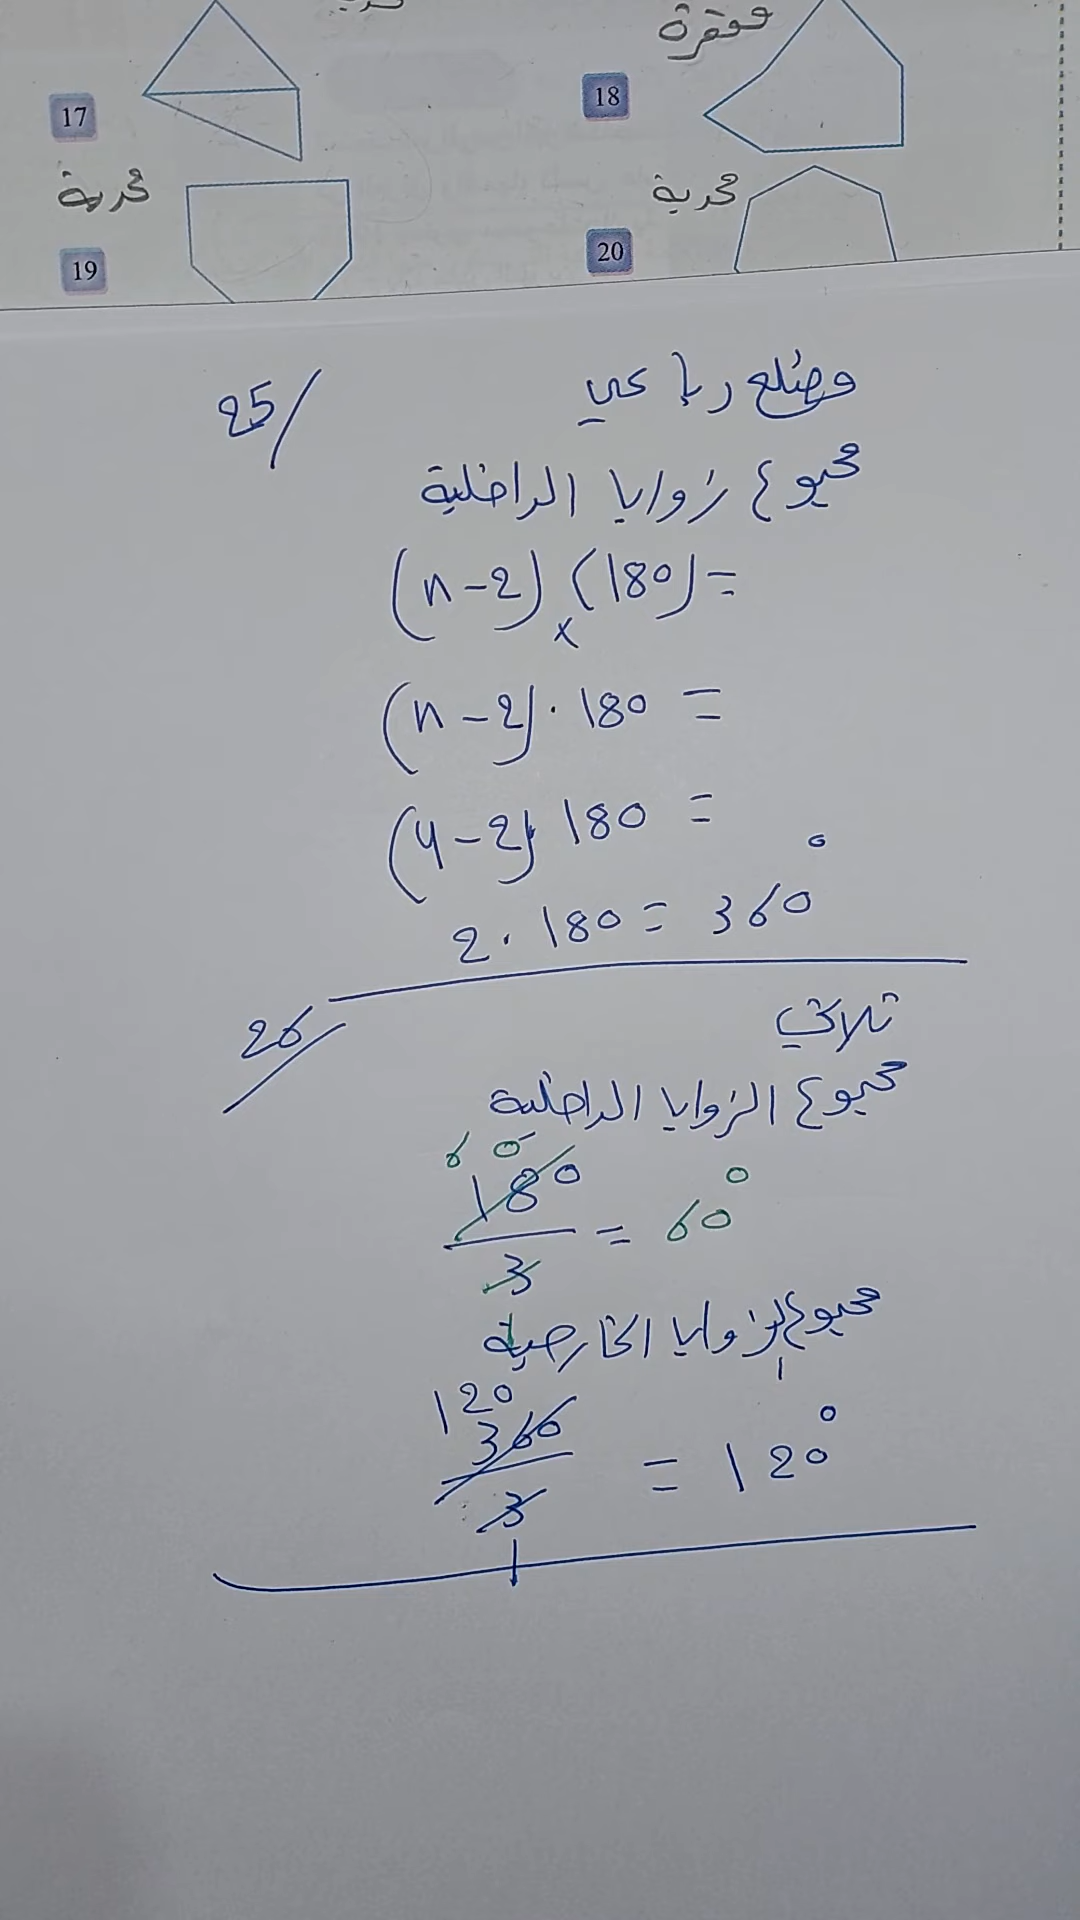 مقعرة
17
18
محدبة
محدبة
19
20
25/
مضلع رباعي
مجموع زوايا الداخلية
(n-2) x (180) =
(n-2) · 180 =
(4-2) 180 =
2 · 180 = 360°
26/
ثلاثي
مجموع الزوايا الداخلية
60
180/3 = 60°
مجموع الزوايا الخارجية
120
360/3 = 120°
1